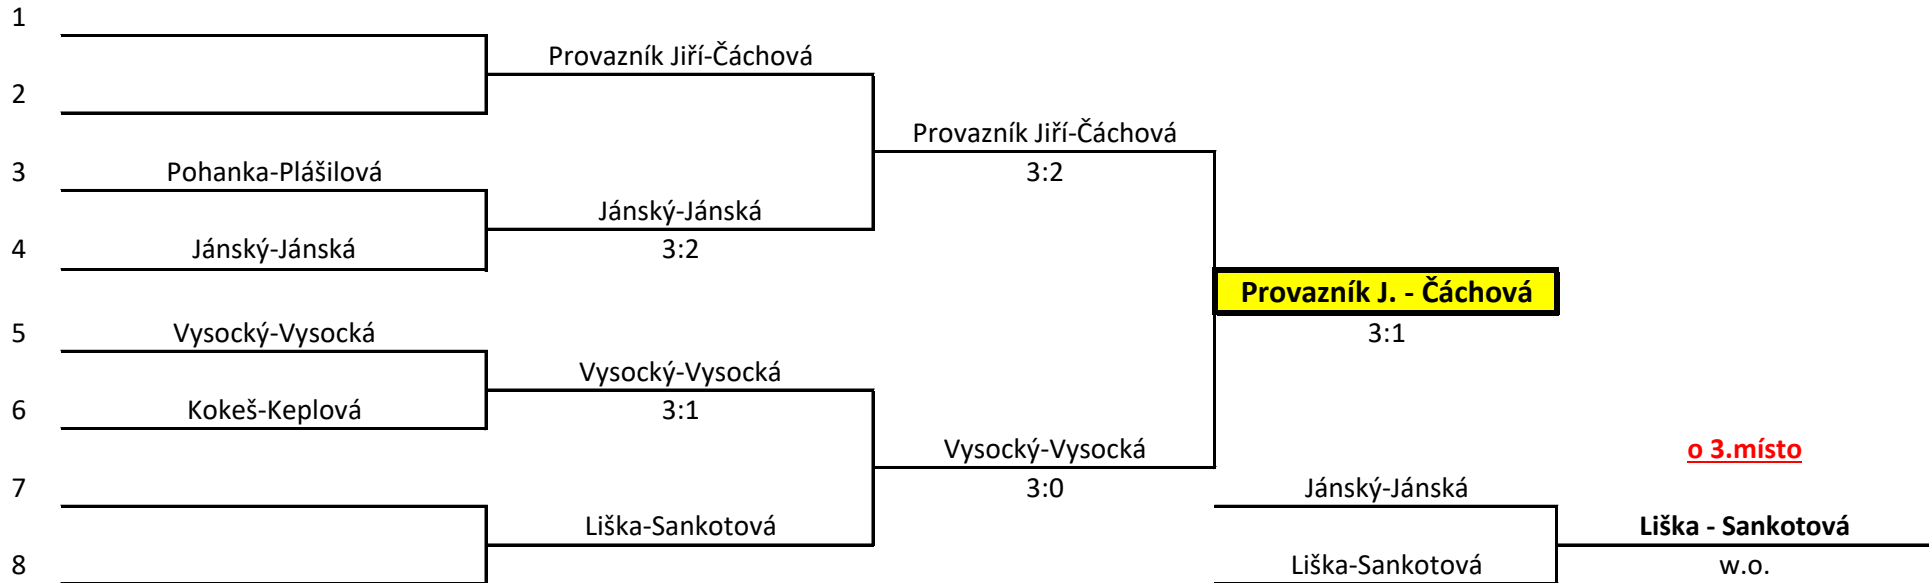 1
Provazník Jiří-Čáchová
2
Provazník Jiří-Čáchová
3 Pohanka-Plášilová
3:2
Jánský-Jánská
4 Jánský-Jánská
3:2
Provazník J. - Čáchová
5 Vysocký-Vysocká
3:1
Vysocký-Vysocká
6 Kokeš-Keplová
3:1
Vysocký-Vysocká
o 3.místo
7
3:0
Jánský-Jánská
Liška-Sankotová
Liška - Sankotová
8
Liška-Sankotová
w.o.